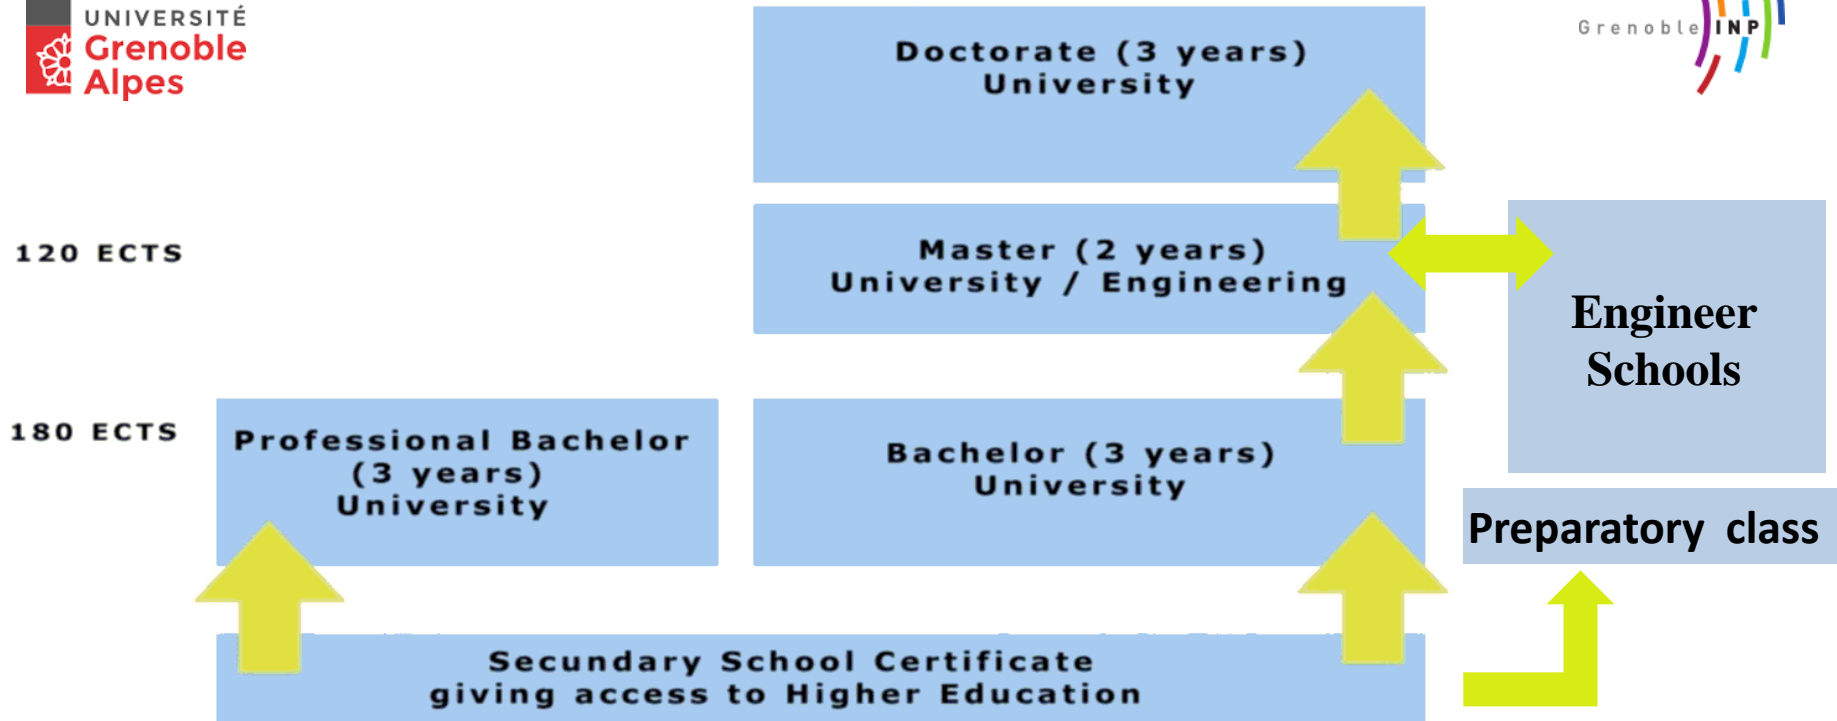 UNIVERSITÉ
Grenoble
Alpes
Grenoble INP
Doctorate (3 years)
University
120 ECTS
Master (2 years)
University / Engineering
Engineer
Schools
180 ECTS
Professional Bachelor
(3 years)
University
Bachelor (3 years)
University
Preparatory class
Secundary School Certificate
giving access to Higher Education